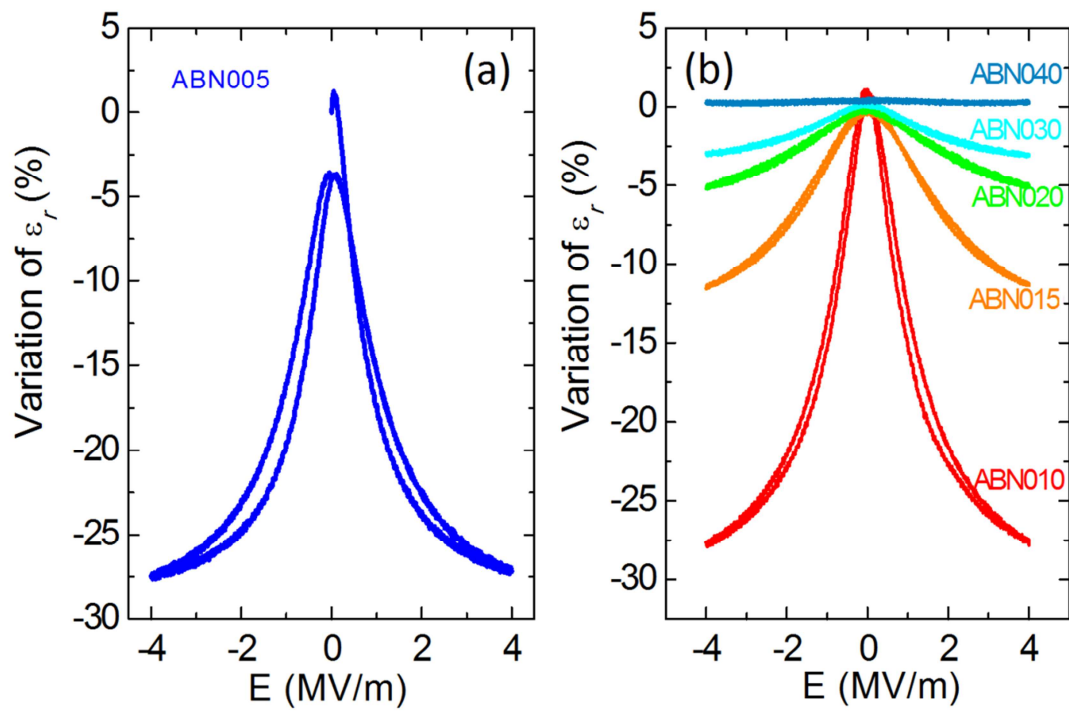 (a)
ABN005
5
0
-5
-10
-15
-20
-25
-30
Variation of εr (%)
-4 -2 0 2 4
E (MV/m)
(b)
ABN040
ABN030
ABN020
ABN015
ABN010
5
0
-5
-10
-15
-20
-25
-30
Variation of εr (%)
-4 -2 0 2 4
E (MV/m)